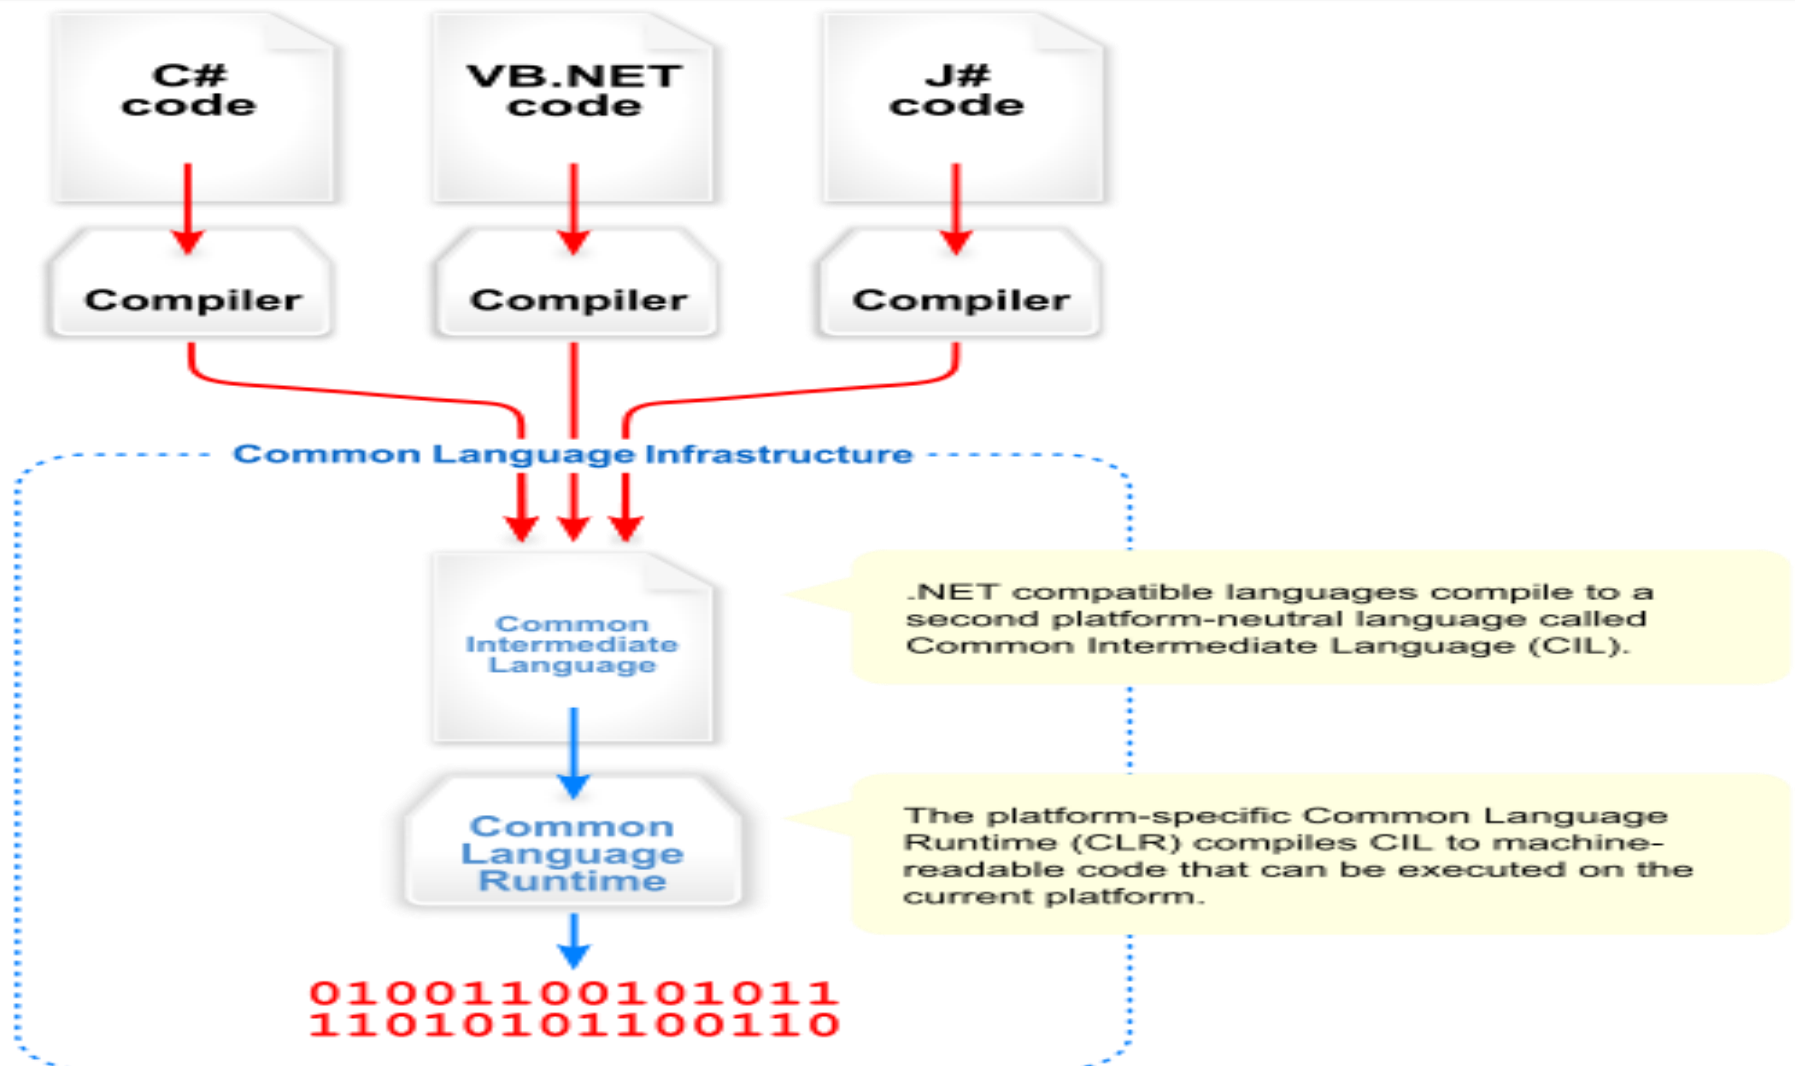 C#
code
VB.NET
code
J#
code
Compiler
Compiler
Compiler
Common Language Infrastructure
Common
Intermediate
Language
.NET compatible languages compile to a
second platform-neutral language called
Common Intermediate Language (CIL).
Common
Language
Runtime
The platform-specific Common Language
Runtime (CLR) compiles CIL to machine-
readable code that can be executed on the
current platform.
01001100101011
11010101100110